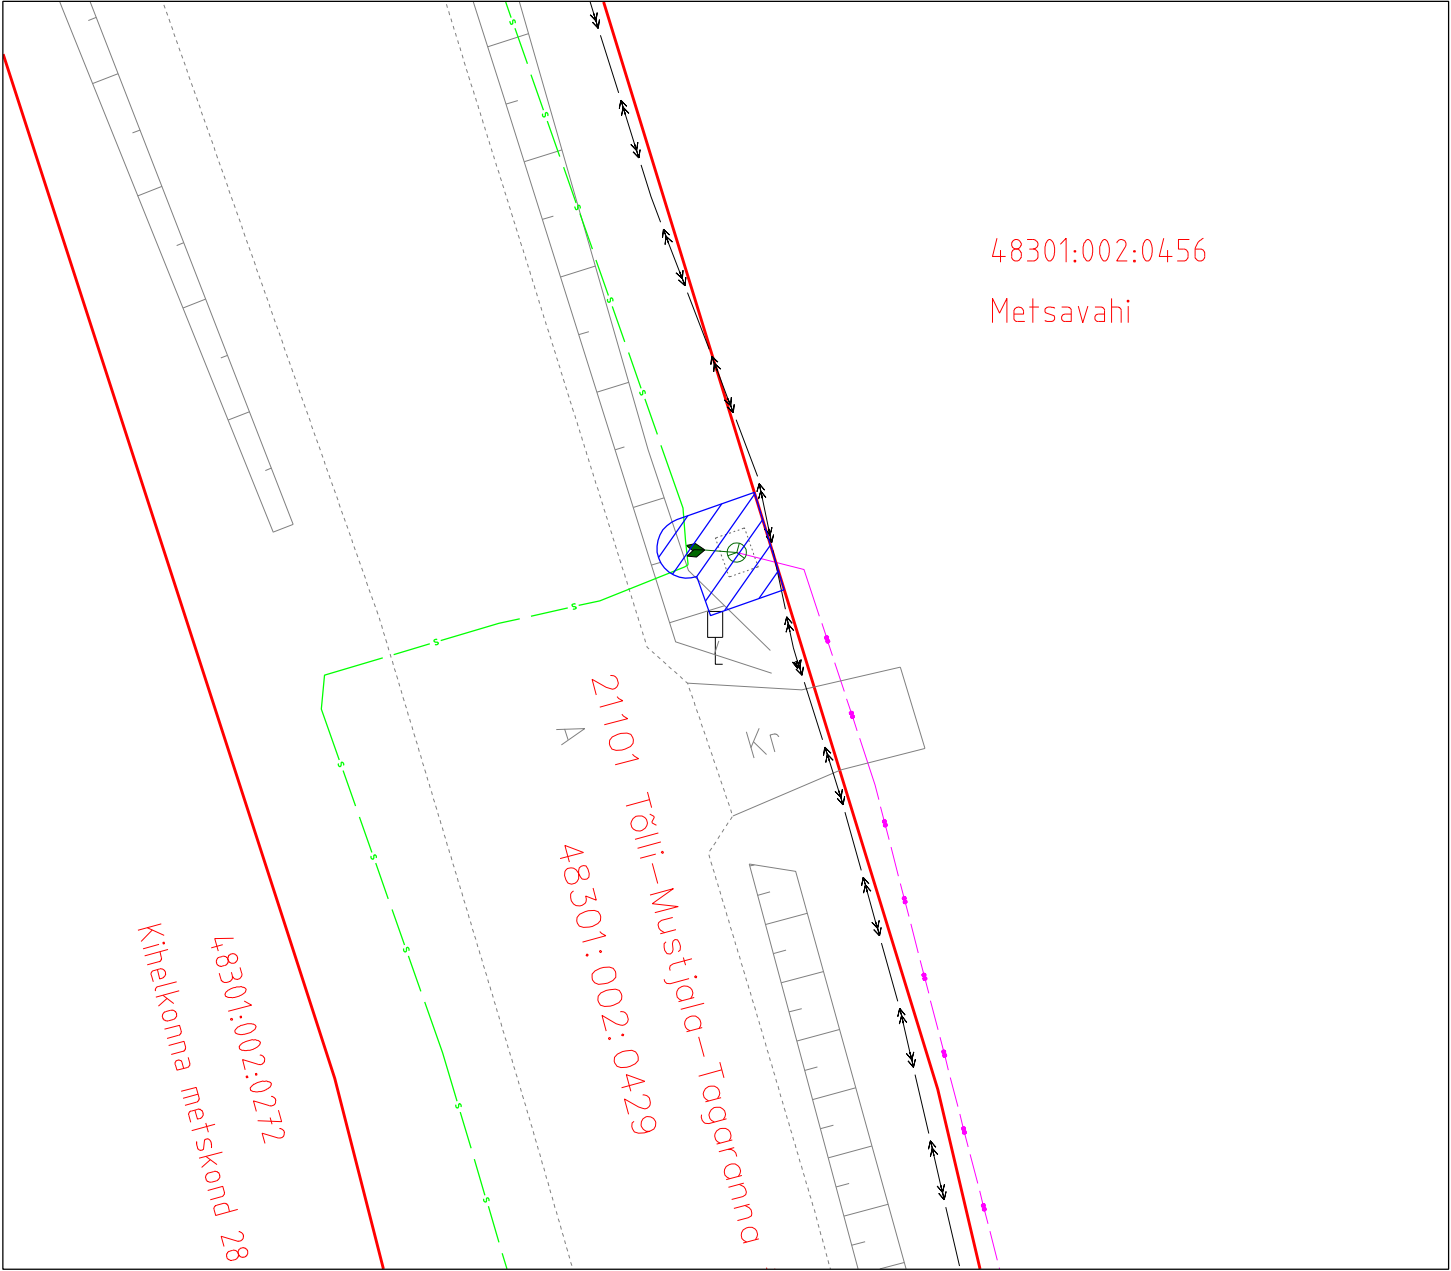 48301:002:0456
Metsavahi
21101 Tõlli-Mustjala-Tagaranna
48301:002:0429
A
Kr
48301:002:0272
Kihelkonna metskond 28
s
s
s
s
s
s
s
s
s
s
s
s